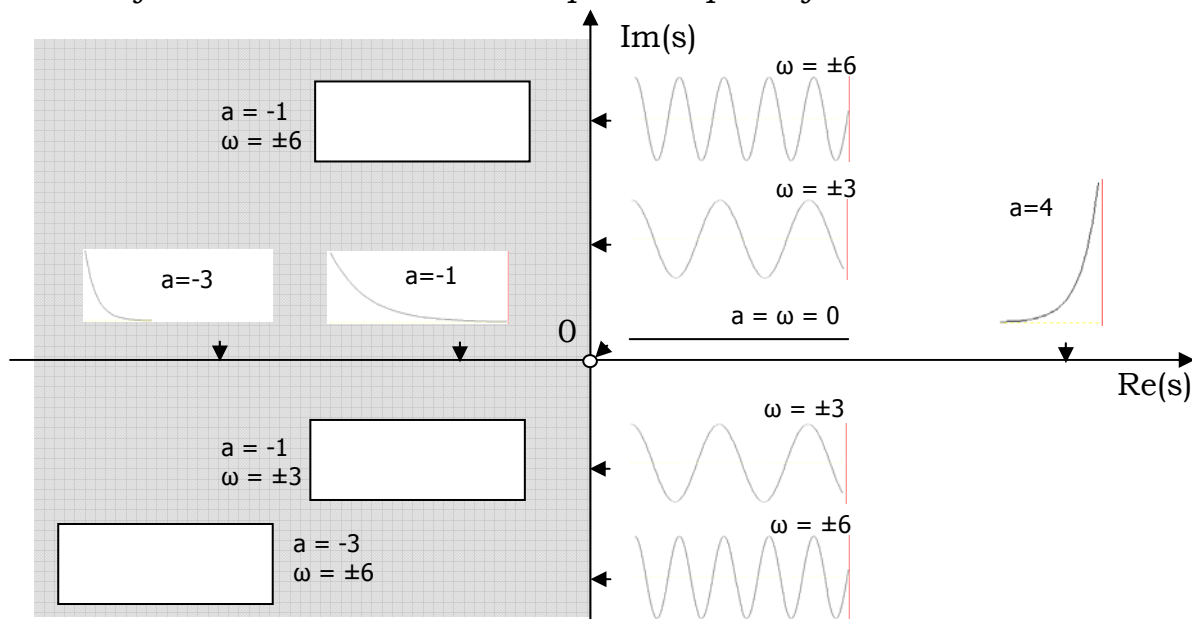 Im(s)
ω = ±6
a = -1
ω = ±6
ω = ±3
a=4
a=-3
a=-1
a = ω = 0
0
Re(s)
ω = ±3
a = -1
ω = ±3
ω = ±6
a = -3
ω = ±6